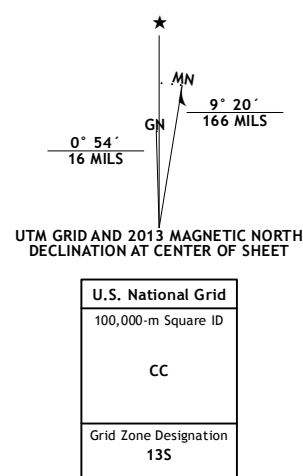 ★
MN
GN
9° 20´
166 MILS
0° 54´
16 MILS
UTM GRID AND 2013 MAGNETIC NORTH
DECLINATION AT CENTER OF SHEET
U.S. National Grid
100,000-m Square ID
CC
Grid Zone Designation
13S